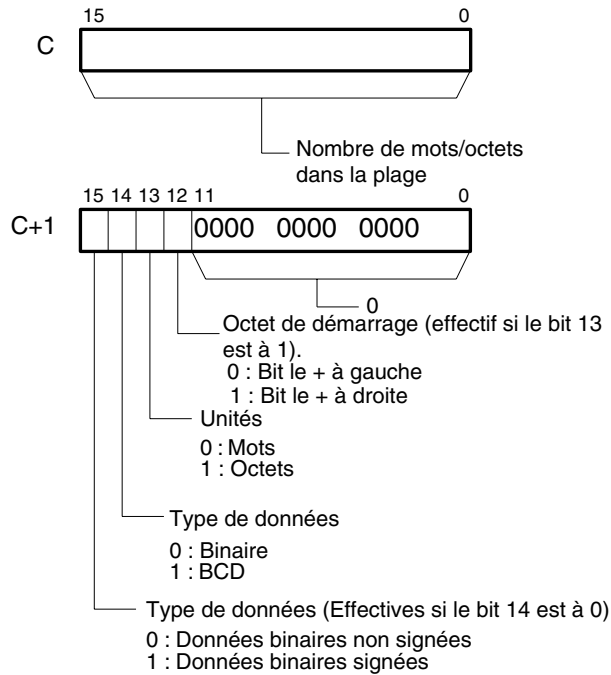 15 0
C
Nombre de mots/octets
dans la plage
15 14 13 12 11 0
C+1
0000 0000 0000
0
Octet de démarrage (effectif si le bit 13
est à 1).
0 : Bit le + à gauche
1 : Bit le + à droite
Unités
0 : Mots
1 : Octets
Type de données
0 : Binaire
1 : BCD
Type de données (Effectives si le bit 14 est à 0)
0 : Données binaires non signées
1 : Données binaires signées